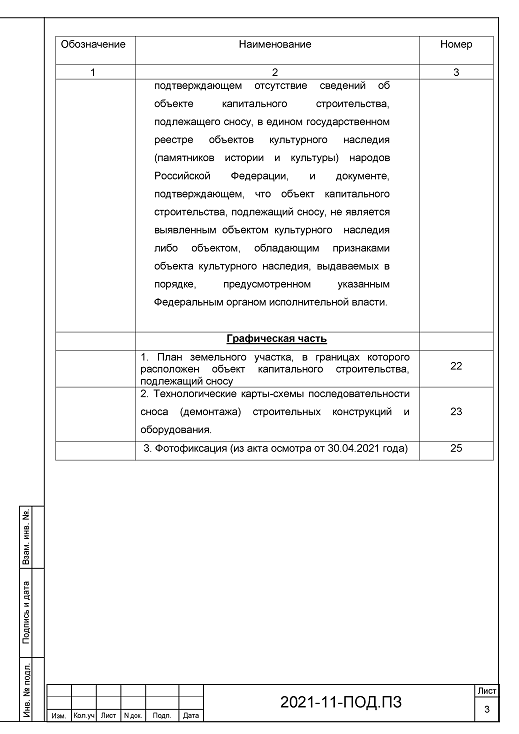 Обозначение Наименование Номер
1 2 3
подтверждающем отсутствие сведений об
объекте капитального строительства,
подлежащего сносу, в едином государственном
реестре объектов культурного наследия
(памятников истории и культуры) народов
Российской Федерации, и документе,
подтверждающем, что объект капитального
строительства, подлежащий сносу, не является
выявленным объектом культурного наследия
либо объектом, обладающим признаками
объекта культурного наследия, выдаваемых в
порядке, предусмотренном указанным
Федеральным органом исполнительной власти.
Графическая часть
1. План земельного участка, в границах которого
расположен объект капитального строительства,
подлежащий сносу
22
2. Технологические карты-схемы последовательности
сноса (демонтажа) строительных конструкций и
оборудования.
23
3. Фотофиксация (из акта осмотра от 30.04.2021 года) 25
Взам. инв. №.
Подпись и дата
Инв. № подл.
Изм. Кол.уч Лист N док. Подп. Дата
2021-11-ПОД.ПЗ
Лист
3